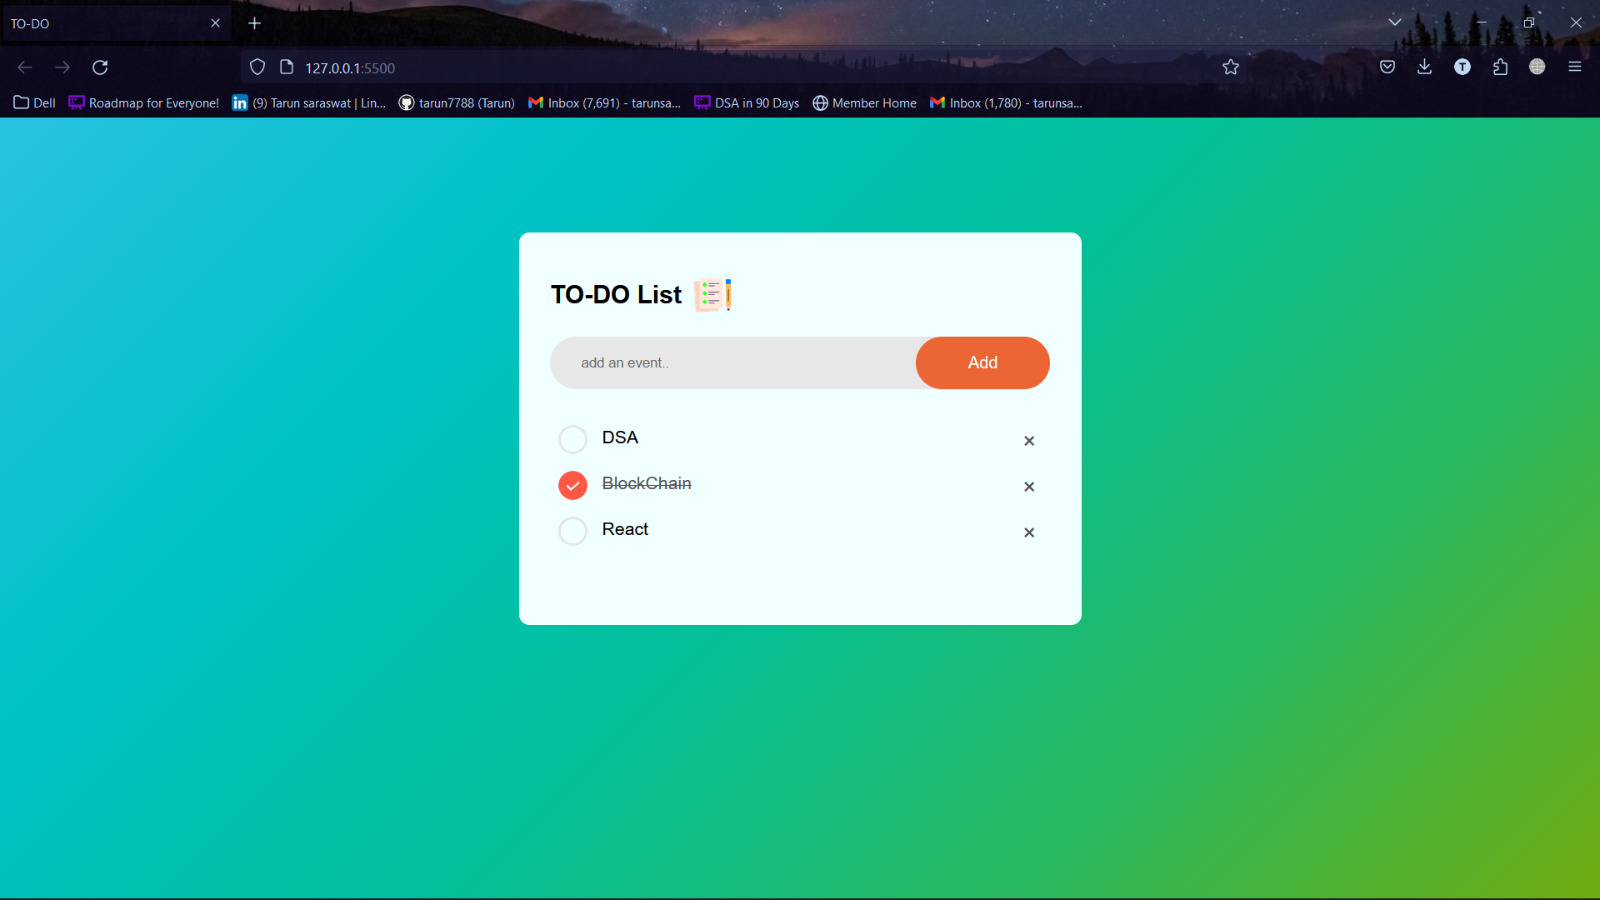 TO-DO
127.0.0.1:5500
T
Dell
Roadmap for Everyone!
in (9) Tarun saraswat | Lin...
tarun7788 (Tarun)
Inbox (7,691) - tarunsa...
DSA in 90 Days
Member Home
Inbox (1,780) - tarunsa...
TO-DO List
add an event..
Add
DSA
BlockChain
React